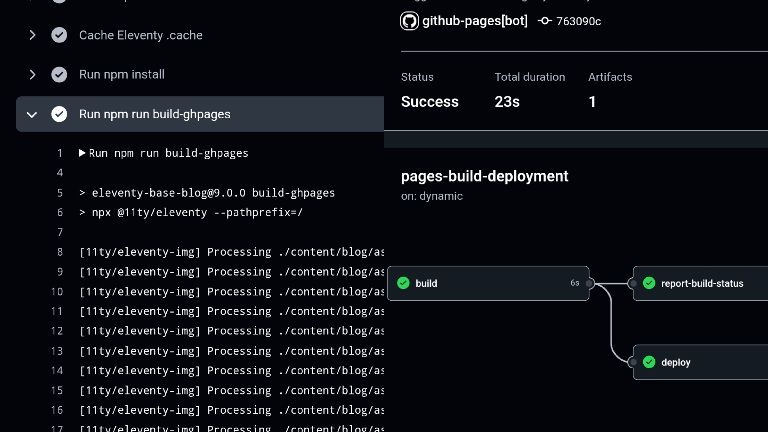 Cache Eleventy .cache
Run npm install
Run npm run build-ghpages
1 Run npm run build-ghpages
4
5 > eleventy-base-blog@9.0.0 build-ghpages
6 > npx @11ty/eleventy --pathprefix=/
7
8 [11ty/eleventy-img] Processing ./content/blog/as
9 [11ty/eleventy-img] Processing ./content/blog/as
10 [11ty/eleventy-img] Processing ./content/blog/as
11 [11ty/eleventy-img] Processing ./content/blog/as
12 [11ty/eleventy-img] Processing ./content/blog/as
13 [11ty/eleventy-img] Processing ./content/blog/as
14 [11ty/eleventy-img] Processing ./content/blog/as
15 [11ty/eleventy-img] Processing ./content/blog/as
16 [11ty/eleventy-img] Processing ./content/blog/as
17 [11ty/eleventy-img] Processing ./content/blog/as
github-pages[bot] 763090c
Status Total duration Artifacts
Success 23s 1
pages-build-deployment
on: dynamic
build 6s
report-build-status
deploy